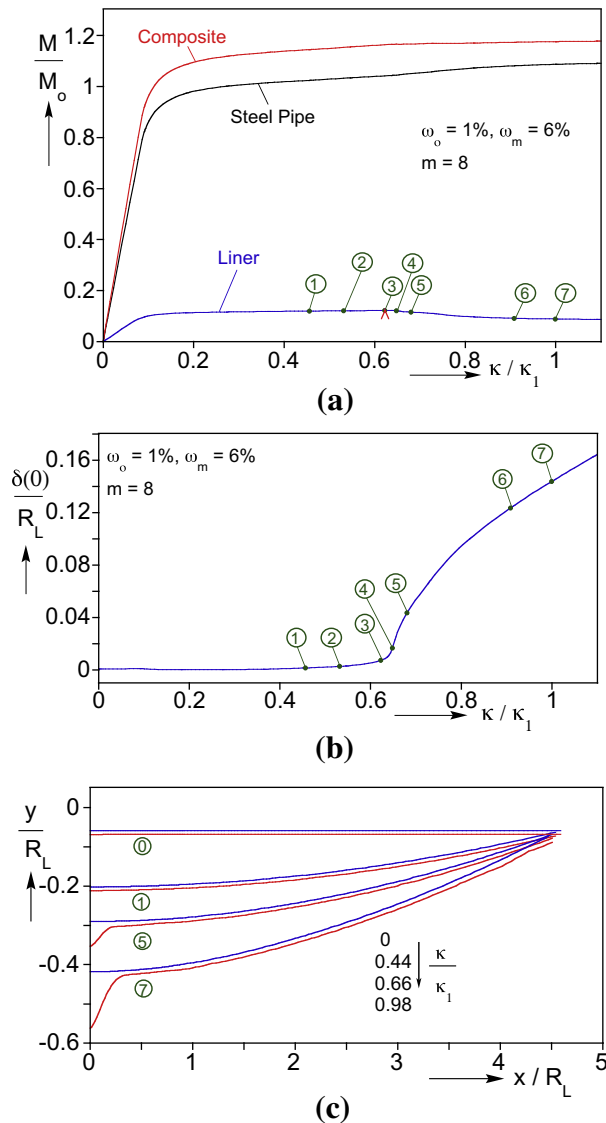 M
M_o
1.2
1
0.8
0.6
0.4
0.2
0
Composite
Steel Pipe
ω_o = 1%, ω_m = 6%
m = 8
Liner
① ② ③ ④ ⑤ ⑥ ⑦
0 0.2 0.4 0.6 0.8 1
κ / κ_1
(a)
δ(0)
R_L
0.16
0.12
0.08
0.04
0
ω_o = 1%, ω_m = 6%
m = 8
① ② ③ ④ ⑤ ⑥ ⑦
0 0.2 0.4 0.6 0.8 1
κ / κ_1
(b)
y
R_L
0
-0.2
-0.4
-0.6
⓪
①
⑤
⑦
0
0.44
0.66
0.98
κ
κ_1
0 1 2 3 4 5
x / R_L
(c)